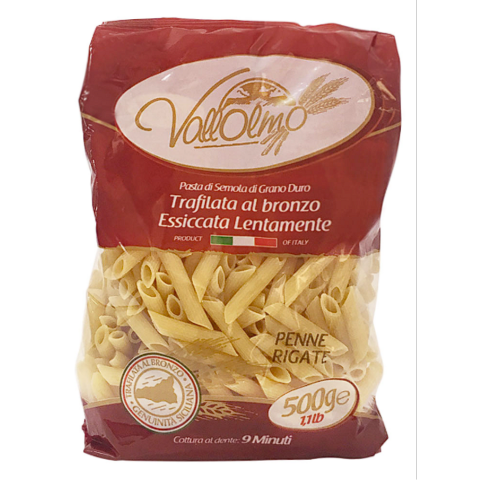 VallOlmo
Pasta di Semola di Grano Duro
Trafilata al bronzo
Essiccata Lentamente
PRODUCT OF ITALY
PENNE
RIGATE
TRAFILATA AL BRONZO
GENUINITÀ SICILIANA
500g e
1,1lb
Cottura al dente: 9 Minuti